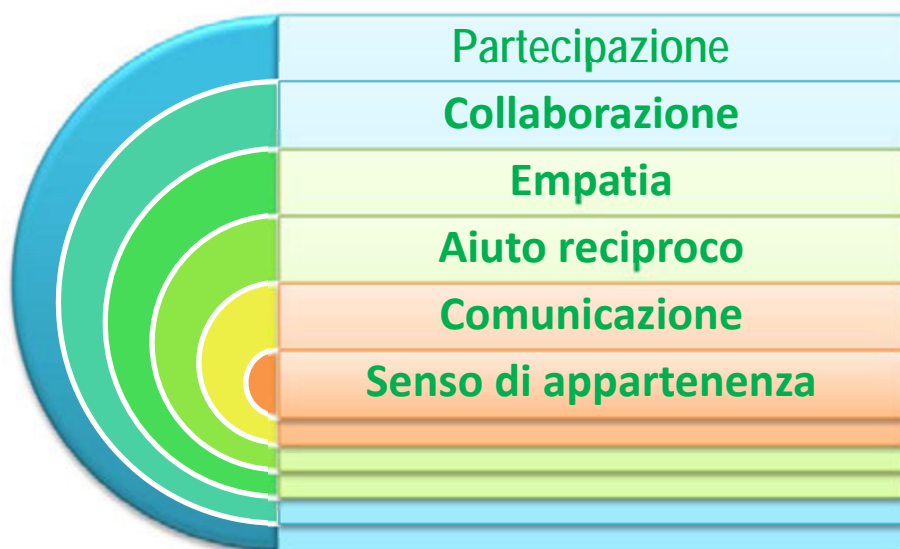 Partecipazione
Collaborazione
Empatia
Aiuto reciproco
Comunicazione
Senso di appartenenza